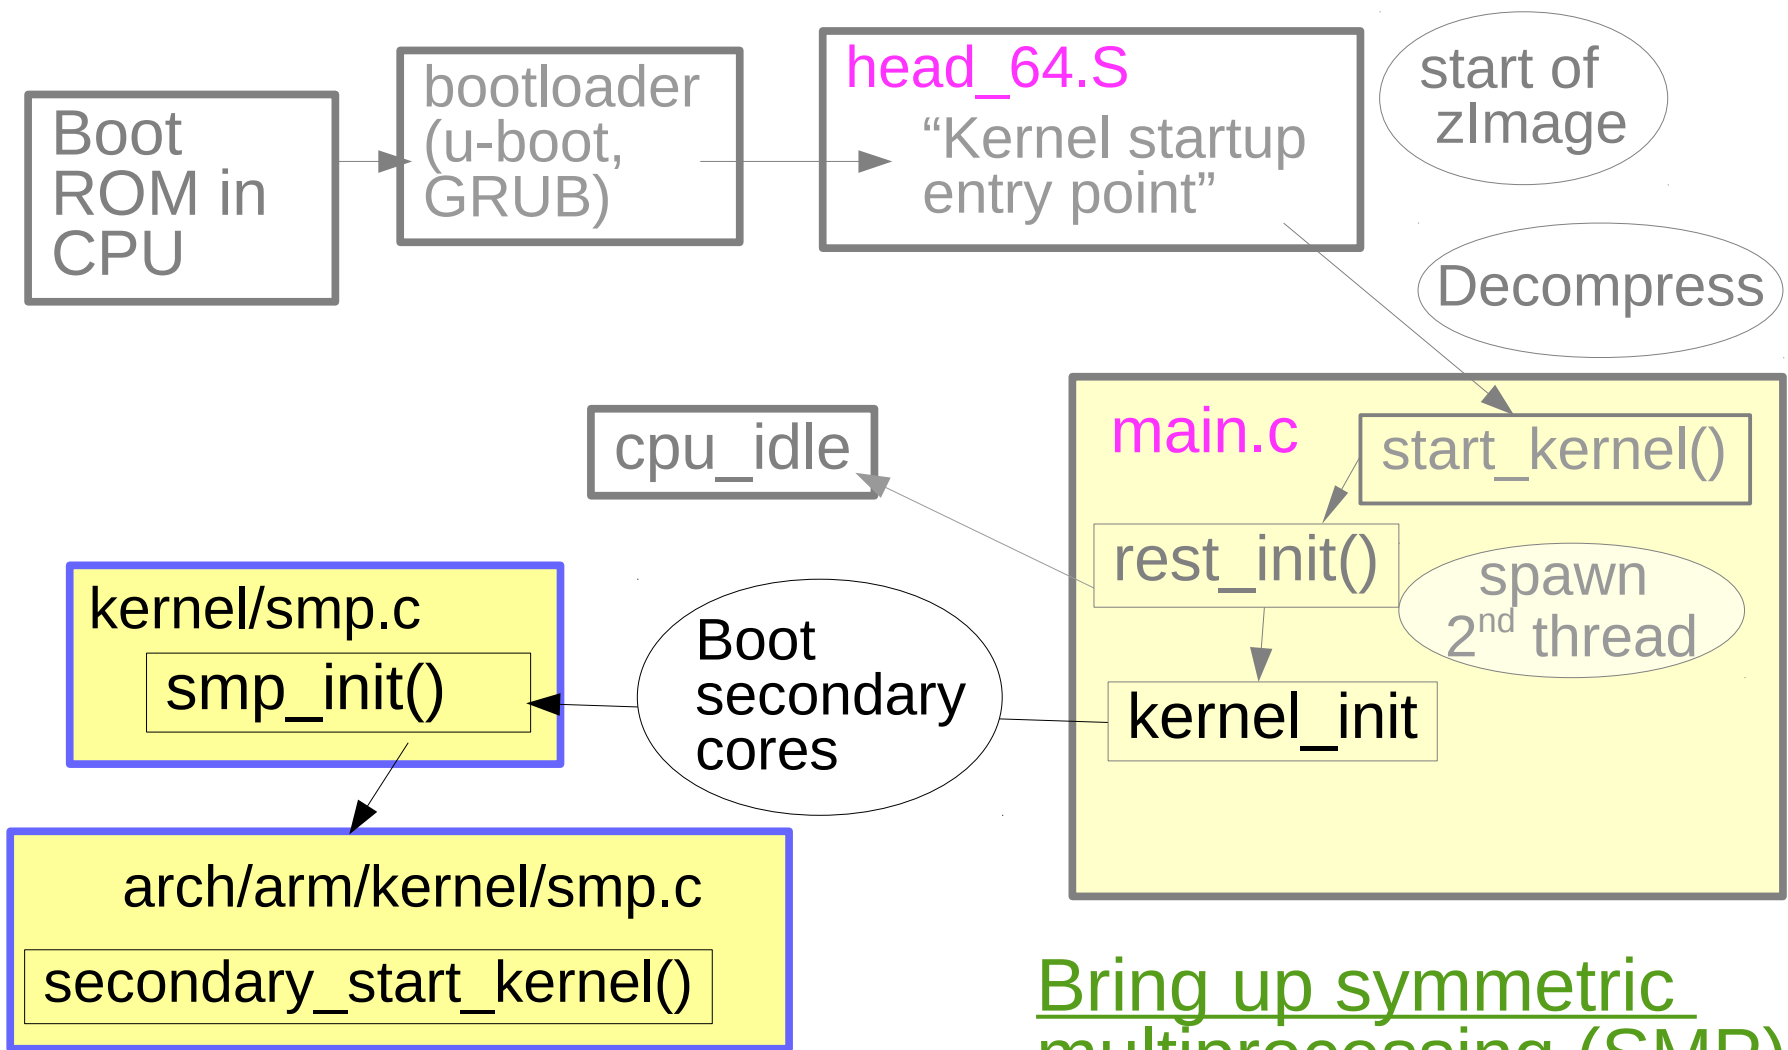 Boot
ROM in
CPU
bootloader
(u-boot,
GRUB)
head_64.S
“Kernel startup
entry point”
start of
zImage
Decompress
main.c
start_kernel()
cpu_idle
rest_init()
spawn
2nd thread
kernel_init
Boot
secondary
cores
kernel/smp.c
smp_init()
arch/arm/kernel/smp.c
secondary_start_kernel()
Bring up symmetric
multiprocessing (SMP)